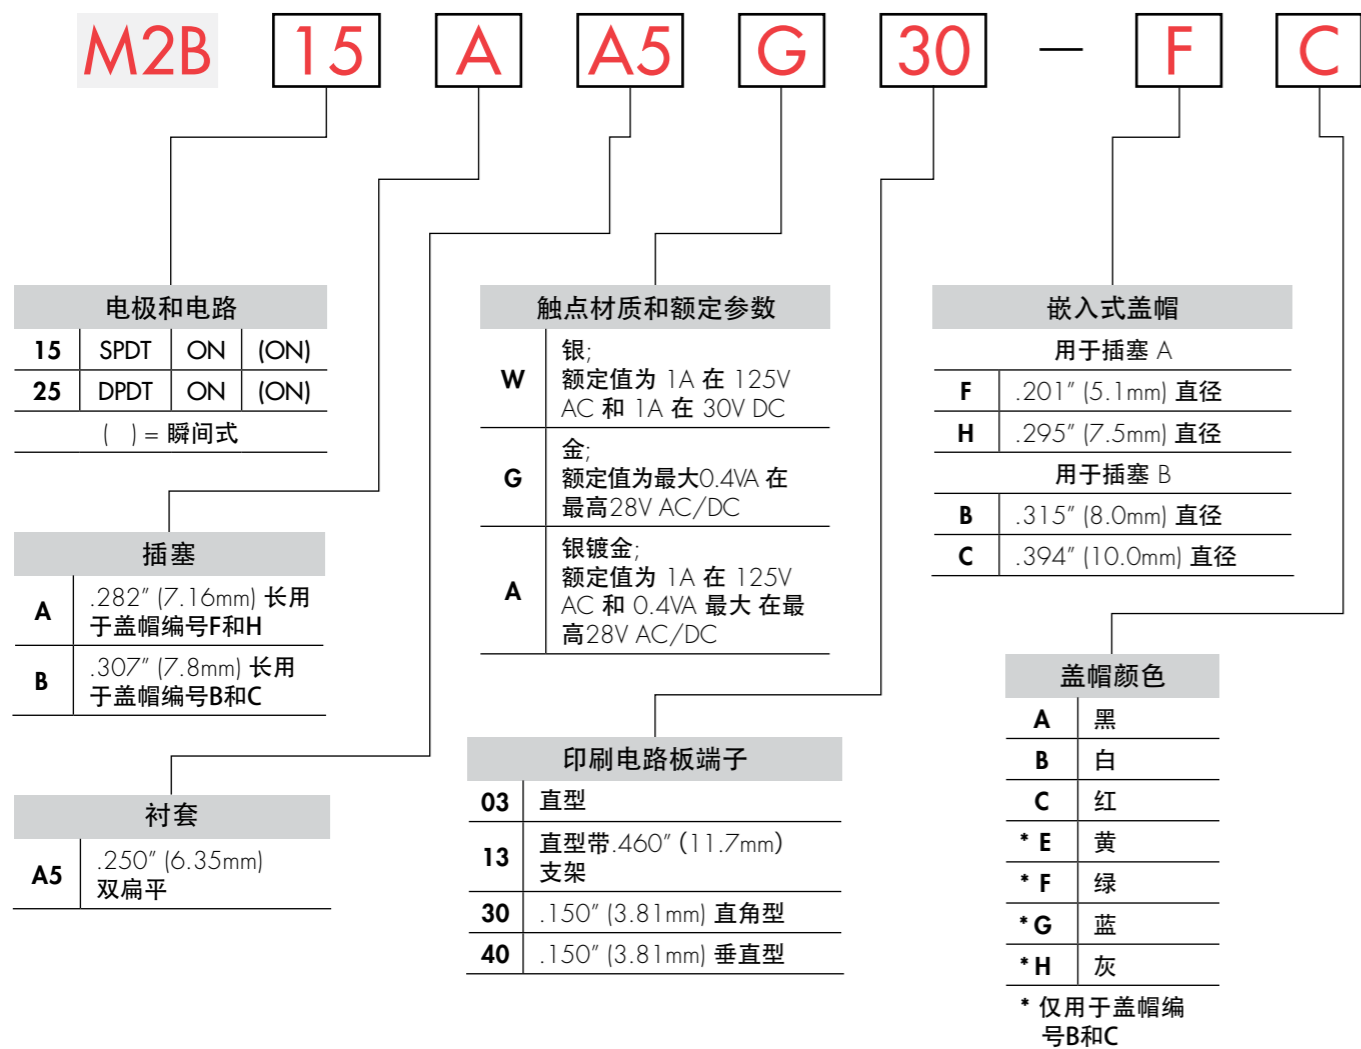 M2B 15 A A5 G 30 — F C
电极和电路
15 SPDT ON (ON)
25 DPDT ON (ON)
( ) = 瞬间式
插塞
A .282" (7.16mm) 长用
于盖帽编号F和H
B .307" (7.8mm) 长用
于盖帽编号B和C
衬套
A5 .250" (6.35mm)
双扁平
触点材质和额定参数
W 银;
额定值为 1A 在 125V
AC 和 1A 在 30V DC
G 金;
额定值为最大0.4VA 在
最高28V AC/DC
A 银镀金;
额定值为 1A 在 125V
AC 和 0.4VA 最大 在最
高28V AC/DC
印刷电路板端子
03 直型
13 直型带.460" (11.7mm)
支架
30 .150" (3.81mm) 直角型
40 .150" (3.81mm) 垂直型
嵌入式盖帽
用于插塞 A
F .201" (5.1mm) 直径
H .295" (7.5mm) 直径
用于插塞 B
B .315" (8.0mm) 直径
C .394" (10.0mm) 直径
盖帽颜色
A 黑
B 白
C 红
* E 黄
* F 绿
* G 蓝
* H 灰
* 仅用于盖帽编
号B和C